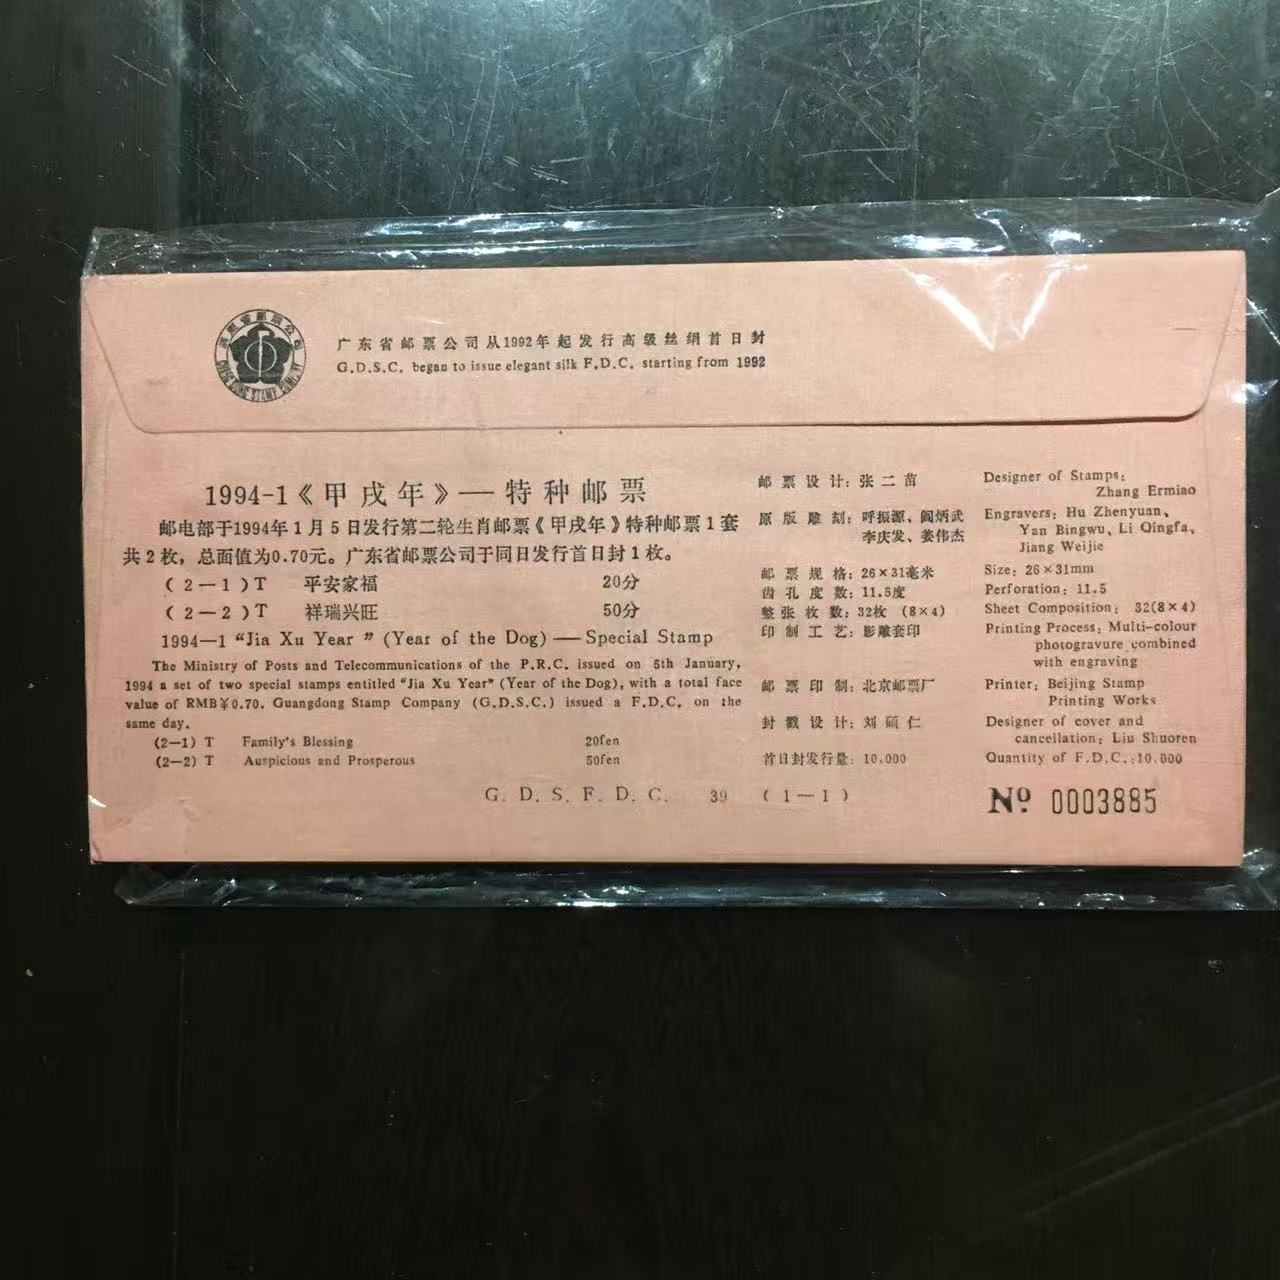 广东省邮票公司
GUANGDONG STAMP COMPANY
广东省邮票公司从1992年起发行高级丝绢首日封
G.D.S.C. began to issue elegant silk F.D.C. starting from 1992
1994-1《甲戌年》—特种邮票
邮电部于1994年1月5日发行第二轮生肖邮票《甲戌年》特种邮票1套
共2枚，总面值为0.70元。广东省邮票公司于同日发行首日封1枚。
(2-1)T 平安家福 20分
(2-2)T 祥瑞兴旺 50分
1994—1 "Jia Xu Year " (Year of the Dog) — Special Stamp
The Ministry of Posts and Telecommunications of the P.R.C. issued on 5th January,
1994 a set of two special stamps entitled "Jia Xu Year" (Year of the Dog), with a total face
value of RMB¥0.70. Guangdong Stamp Company (G.D.S.C.) issued a F.D.C. on the
same day.
(2-1) T Family's Blessing 20fen
(2-2) T Auspicious and Prosperous 50fen
邮票设计：张二苗
原版雕刻：呼振源、阎炳武
李庆发、姜伟杰
邮票规格：26×31毫米
齿孔度数：11.5度
整张枚数：32枚 (8×4)
印制工艺：影雕套印
邮票印制：北京邮票厂
封戳设计：刘硕仁
首日封发行量：10.000
Designer of Stamps:
Zhang Ermiao
Engravers: Hu Zhenyuan,
Yan Bingwu, Li Qingfa,
Jiang Weijie
Size: 26×31mm
Perforation: 11.5
Sheet Composition: 32(8×4)
Printing Process: Multi-colour
photogravure combined
with engraving
Printer: Beijing Stamp
Printing Works
Designer of cover and
cancellation: Liu Shuoren
Quantity of F.D.C.:10.000
G. D. S. F. D. C. 39 (1—1)
Nº 0003885